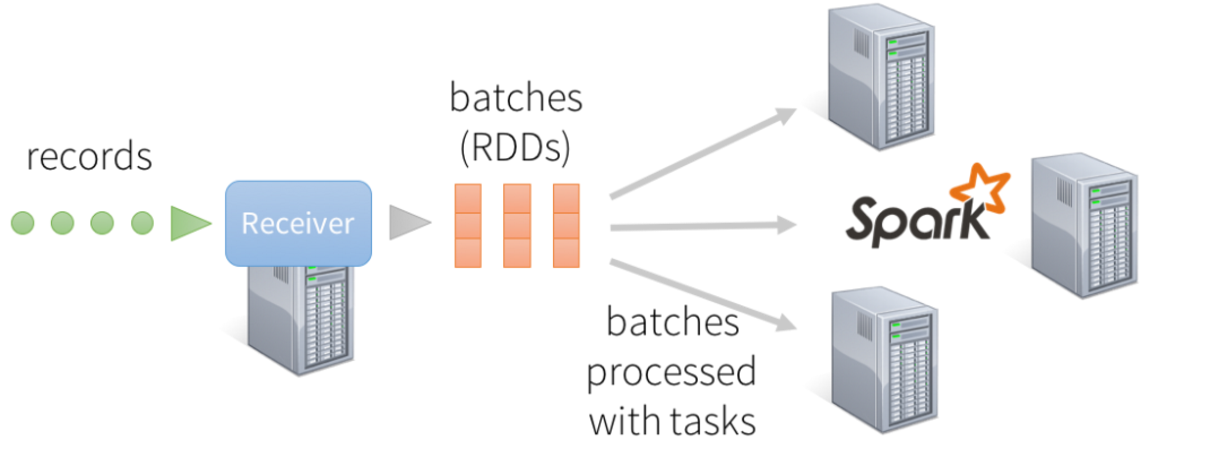 records
Receiver
batches
(RDDs)
batches
processed
with tasks
Spark